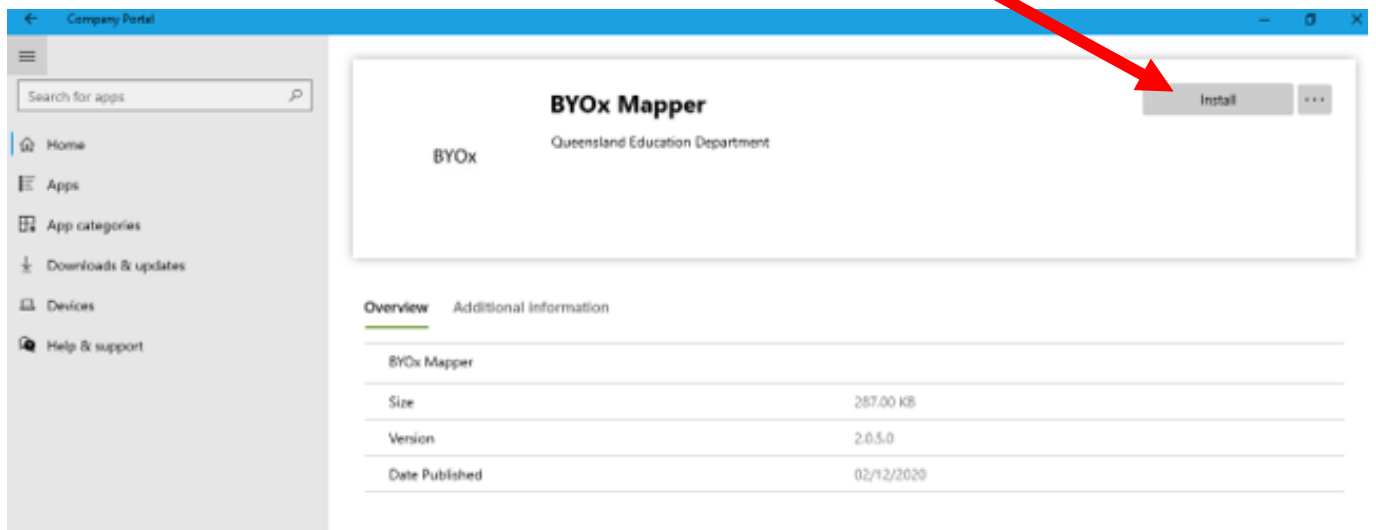 Company Portal
Search for apps
Home
Apps
App categories
Downloads & updates
Devices
Help & support
BYOx
BYOx Mapper
Queensland Education Department
Install
Overview Additional information
BYOx Mapper
Size 287.00 KB
Version 2.0.5.0
Date Published 02/12/2020